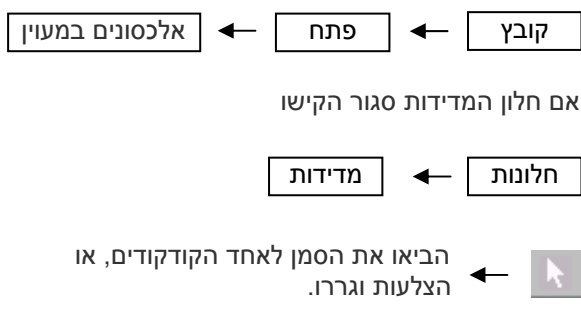 קובץ פתח אלכסונים במעוין
אם חלון המדידות סגור הקישו
חלונות מדידות
הביאו את הסמן לאחד הקודקודים, או
הצלעות וגררו.